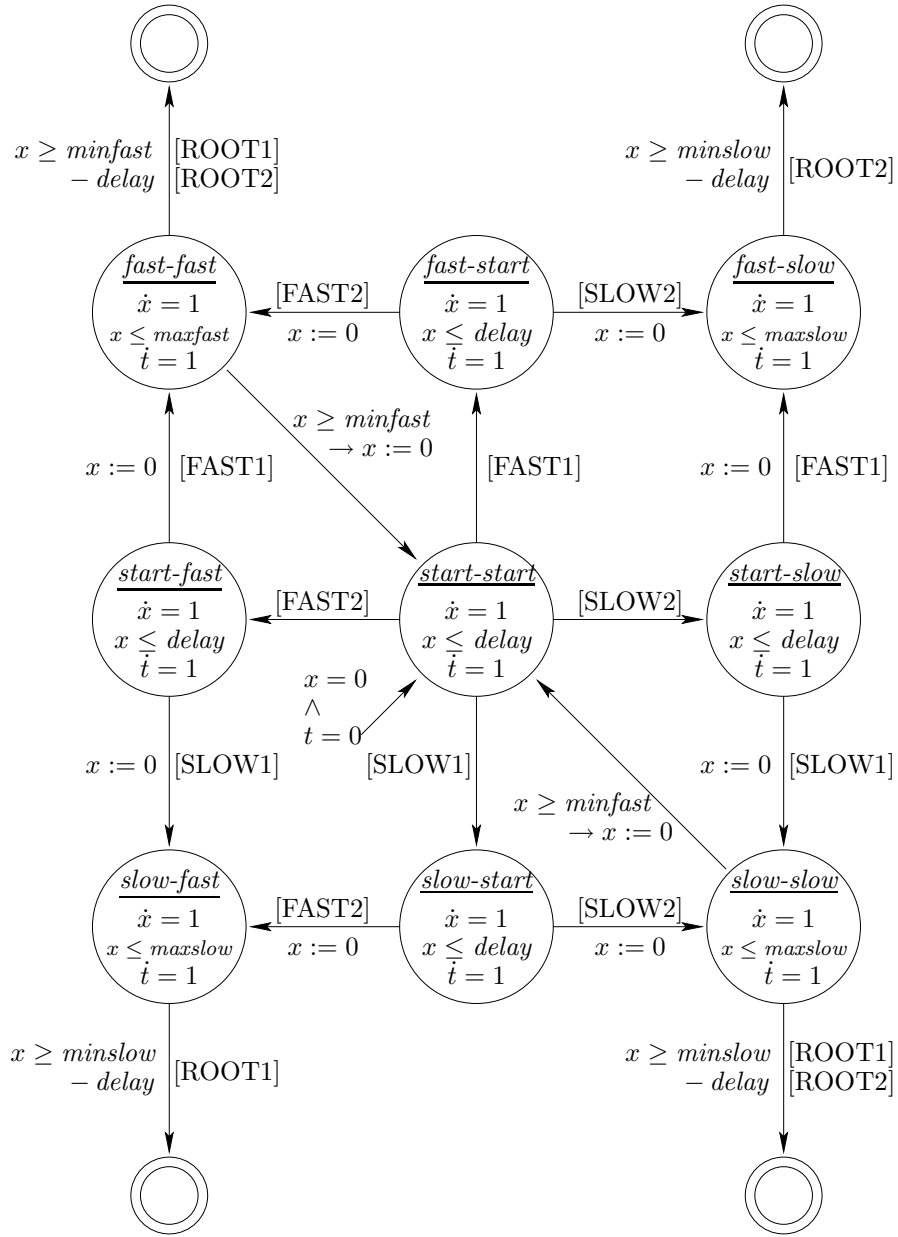 x ≥ minfast [ROOT1]
− delay [ROOT2]
x ≥ minslow
− delay [ROOT2]
fast-fast
ẋ = 1
x ≤ maxfast
ṫ = 1
[FAST2]
x := 0
fast-start
ẋ = 1
x ≤ delay
ṫ = 1
[SLOW2]
x := 0
fast-slow
ẋ = 1
x ≤ maxslow
ṫ = 1
x := 0 [FAST1]
x ≥ minfast
→ x := 0
[FAST1]
x := 0 [FAST1]
start-fast
ẋ = 1
x ≤ delay
ṫ = 1
[FAST2]
start-start
ẋ = 1
x ≤ delay
ṫ = 1
[SLOW2]
start-slow
ẋ = 1
x ≤ delay
ṫ = 1
x = 0
∧
t = 0
x := 0 [SLOW1]
[SLOW1]
x := 0 [SLOW1]
x ≥ minfast
→ x := 0
slow-fast
ẋ = 1
x ≤ maxslow
ṫ = 1
[FAST2]
x := 0
slow-start
ẋ = 1
x ≤ delay
ṫ = 1
[SLOW2]
x := 0
slow-slow
ẋ = 1
x ≤ maxslow
ṫ = 1
x ≥ minslow
− delay [ROOT1]
x ≥ minslow [ROOT1]
− delay [ROOT2]